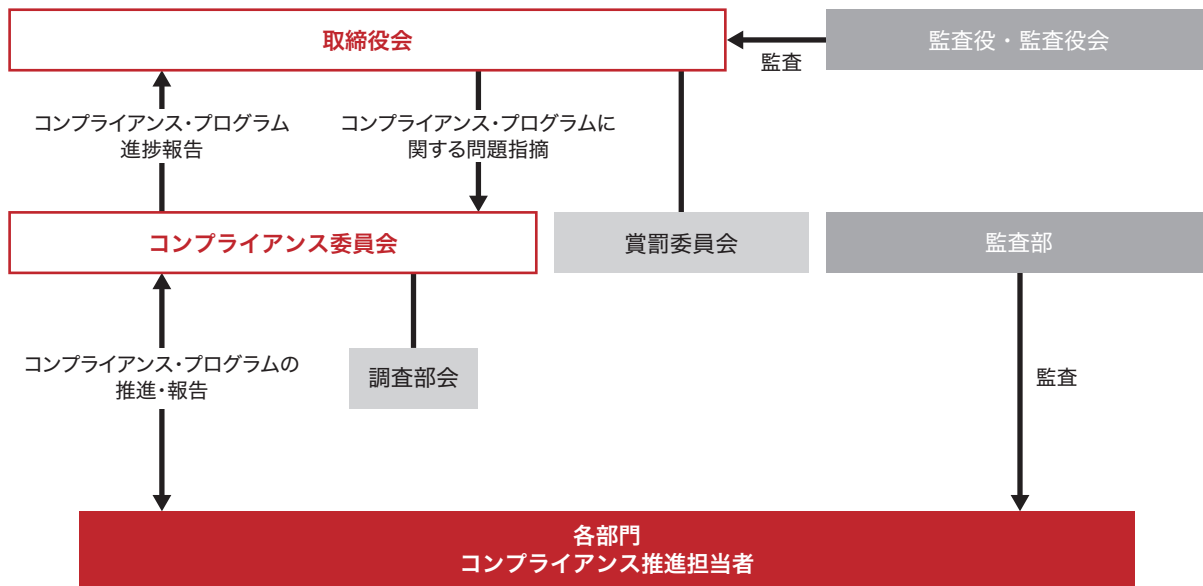 取締役会
監査役・監査役会
監査
コンプライアンス・プログラム
進捗報告
コンプライアンス・プログラムに
関する問題指摘
コンプライアンス委員会
賞罰委員会
監査部
コンプライアンス・プログラムの
推進・報告
調査部会
監査
各部門
コンプライアンス推進担当者